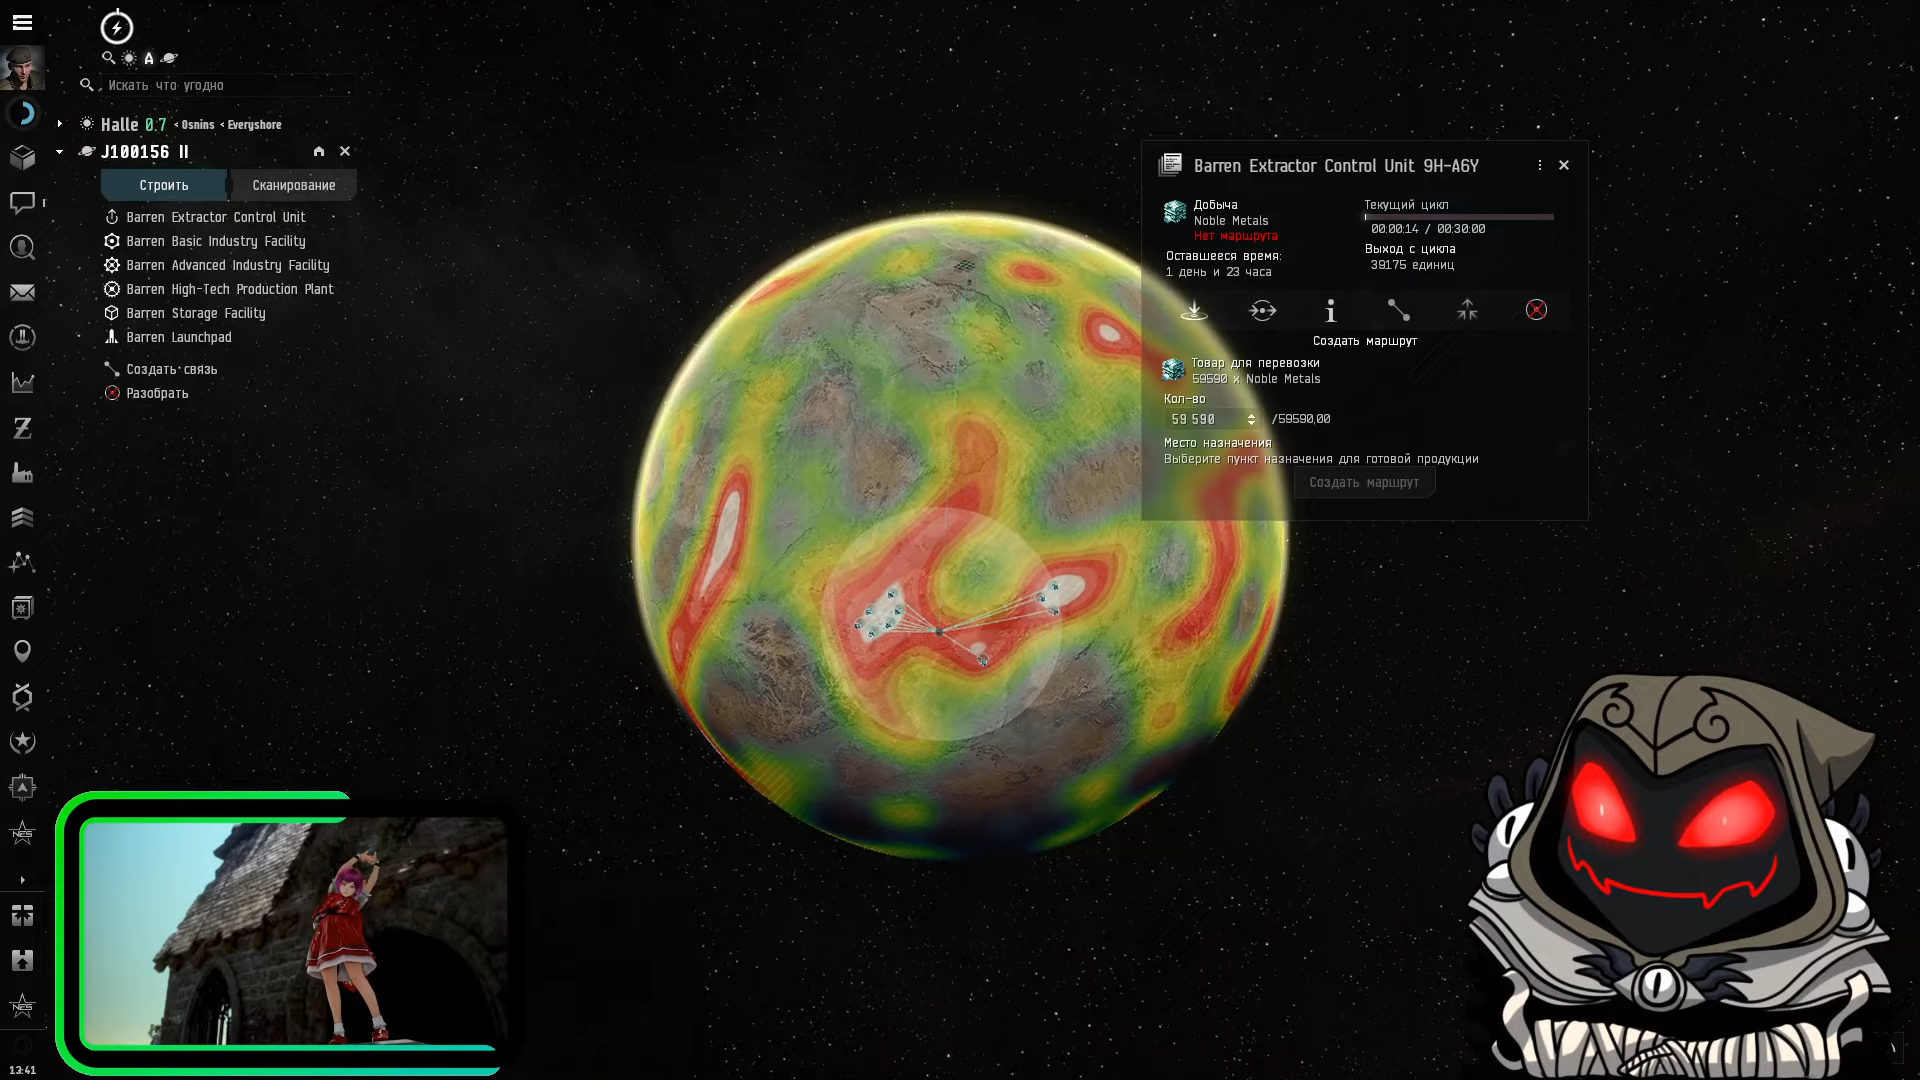 Искать что угодно
Halle 0.7 < Osnins < Everyshore
J100156 II
Строить
Сканирование
Barren Extractor Control Unit
Barren Basic Industry Facility
Barren Advanced Industry Facility
Barren High-Tech Production Plant
Barren Storage Facility
Barren Launchpad
Создать связь
Разобрать
Barren Extractor Control Unit 9H-A6Y
Добыча
Noble Metals
Нет маршрута
Оставшееся время:
1 день и 23 часа
Текущий цикл
00:00:14 / 00:30:00
Выход с цикла
39175 единиц
Создать маршрут
Товар для перевозки
59590 x Noble Metals
Кол-во
59 590 /59590,00
Место назначения
Выберите пункт назначения для готовой продукции
Создать маршрут
NES
NES
13:41